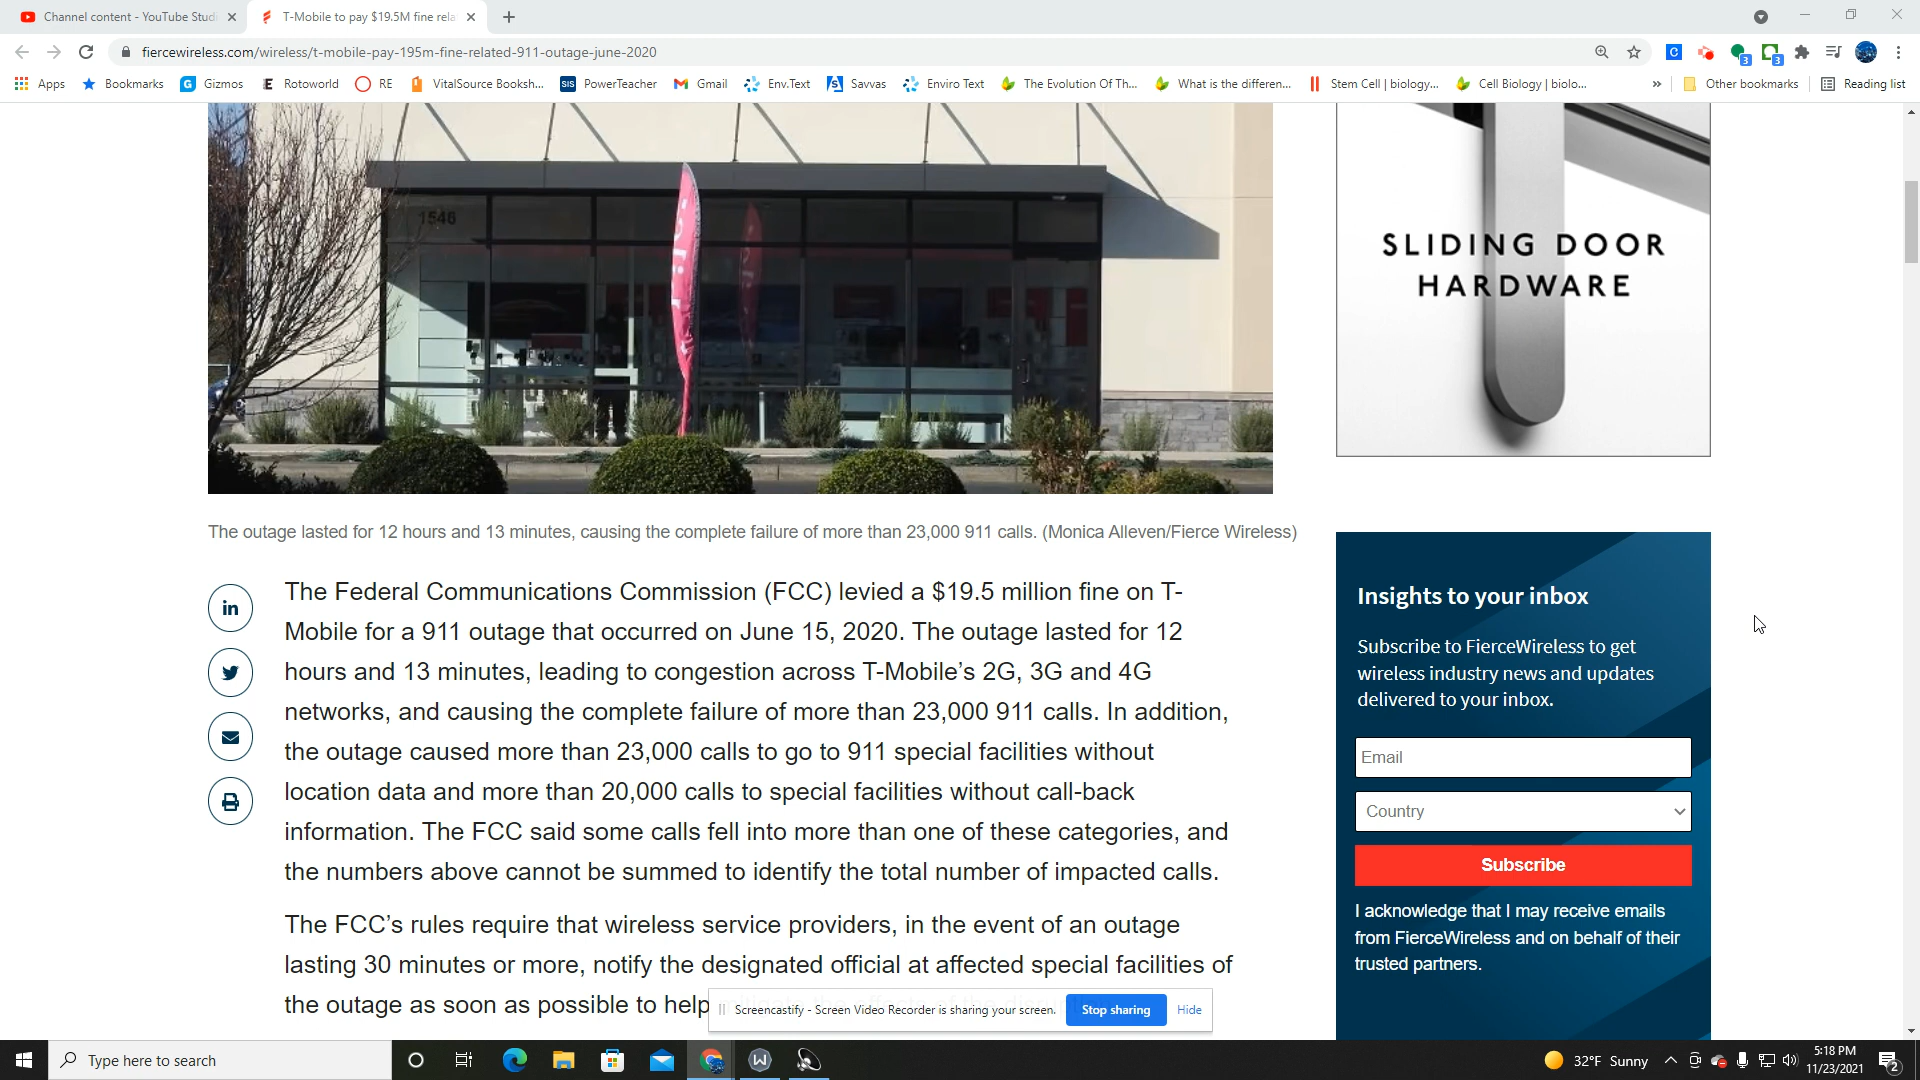 Channel content - YouTube Studi
T-Mobile to pay $19.5M fine rela
fiercewireless.com/wireless/t-mobile-pay-195m-fine-related-911-outage-june-2020
3
3
Apps Bookmarks Gizmos Rotoworld RE VitalSource Booksh... SIS PowerTeacher Gmail Env.Text Savvas Enviro Text The Evolution Of Th... What is the differen... Stem Cell | biology... Cell Biology | biolo... » Other bookmarks Reading list
1546
SLIDING DOOR
HARDWARE
The outage lasted for 12 hours and 13 minutes, causing the complete failure of more than 23,000 911 calls. (Monica Alleven/Fierce Wireless)
The Federal Communications Commission (FCC) levied a $19.5 million fine on T-
Mobile for a 911 outage that occurred on June 15, 2020. The outage lasted for 12
hours and 13 minutes, leading to congestion across T-Mobile’s 2G, 3G and 4G
networks, and causing the complete failure of more than 23,000 911 calls. In addition,
the outage caused more than 23,000 calls to go to 911 special facilities without
location data and more than 20,000 calls to special facilities without call-back
information. The FCC said some calls fell into more than one of these categories, and
the numbers above cannot be summed to identify the total number of impacted calls.
The FCC’s rules require that wireless service providers, in the event of an outage
lasting 30 minutes or more, notify the designated official at affected special facilities of
the outage as soon as possible to help
in
Insights to your inbox
Subscribe to FierceWireless to get
wireless industry news and updates
delivered to your inbox.
Email
Country
Subscribe
I acknowledge that I may receive emails
from FierceWireless and on behalf of their
trusted partners.
Screencastify - Screen Video Recorder is sharing your screen. Stop sharing Hide
Type here to search
32°F Sunny
5:18 PM
11/23/2021
2